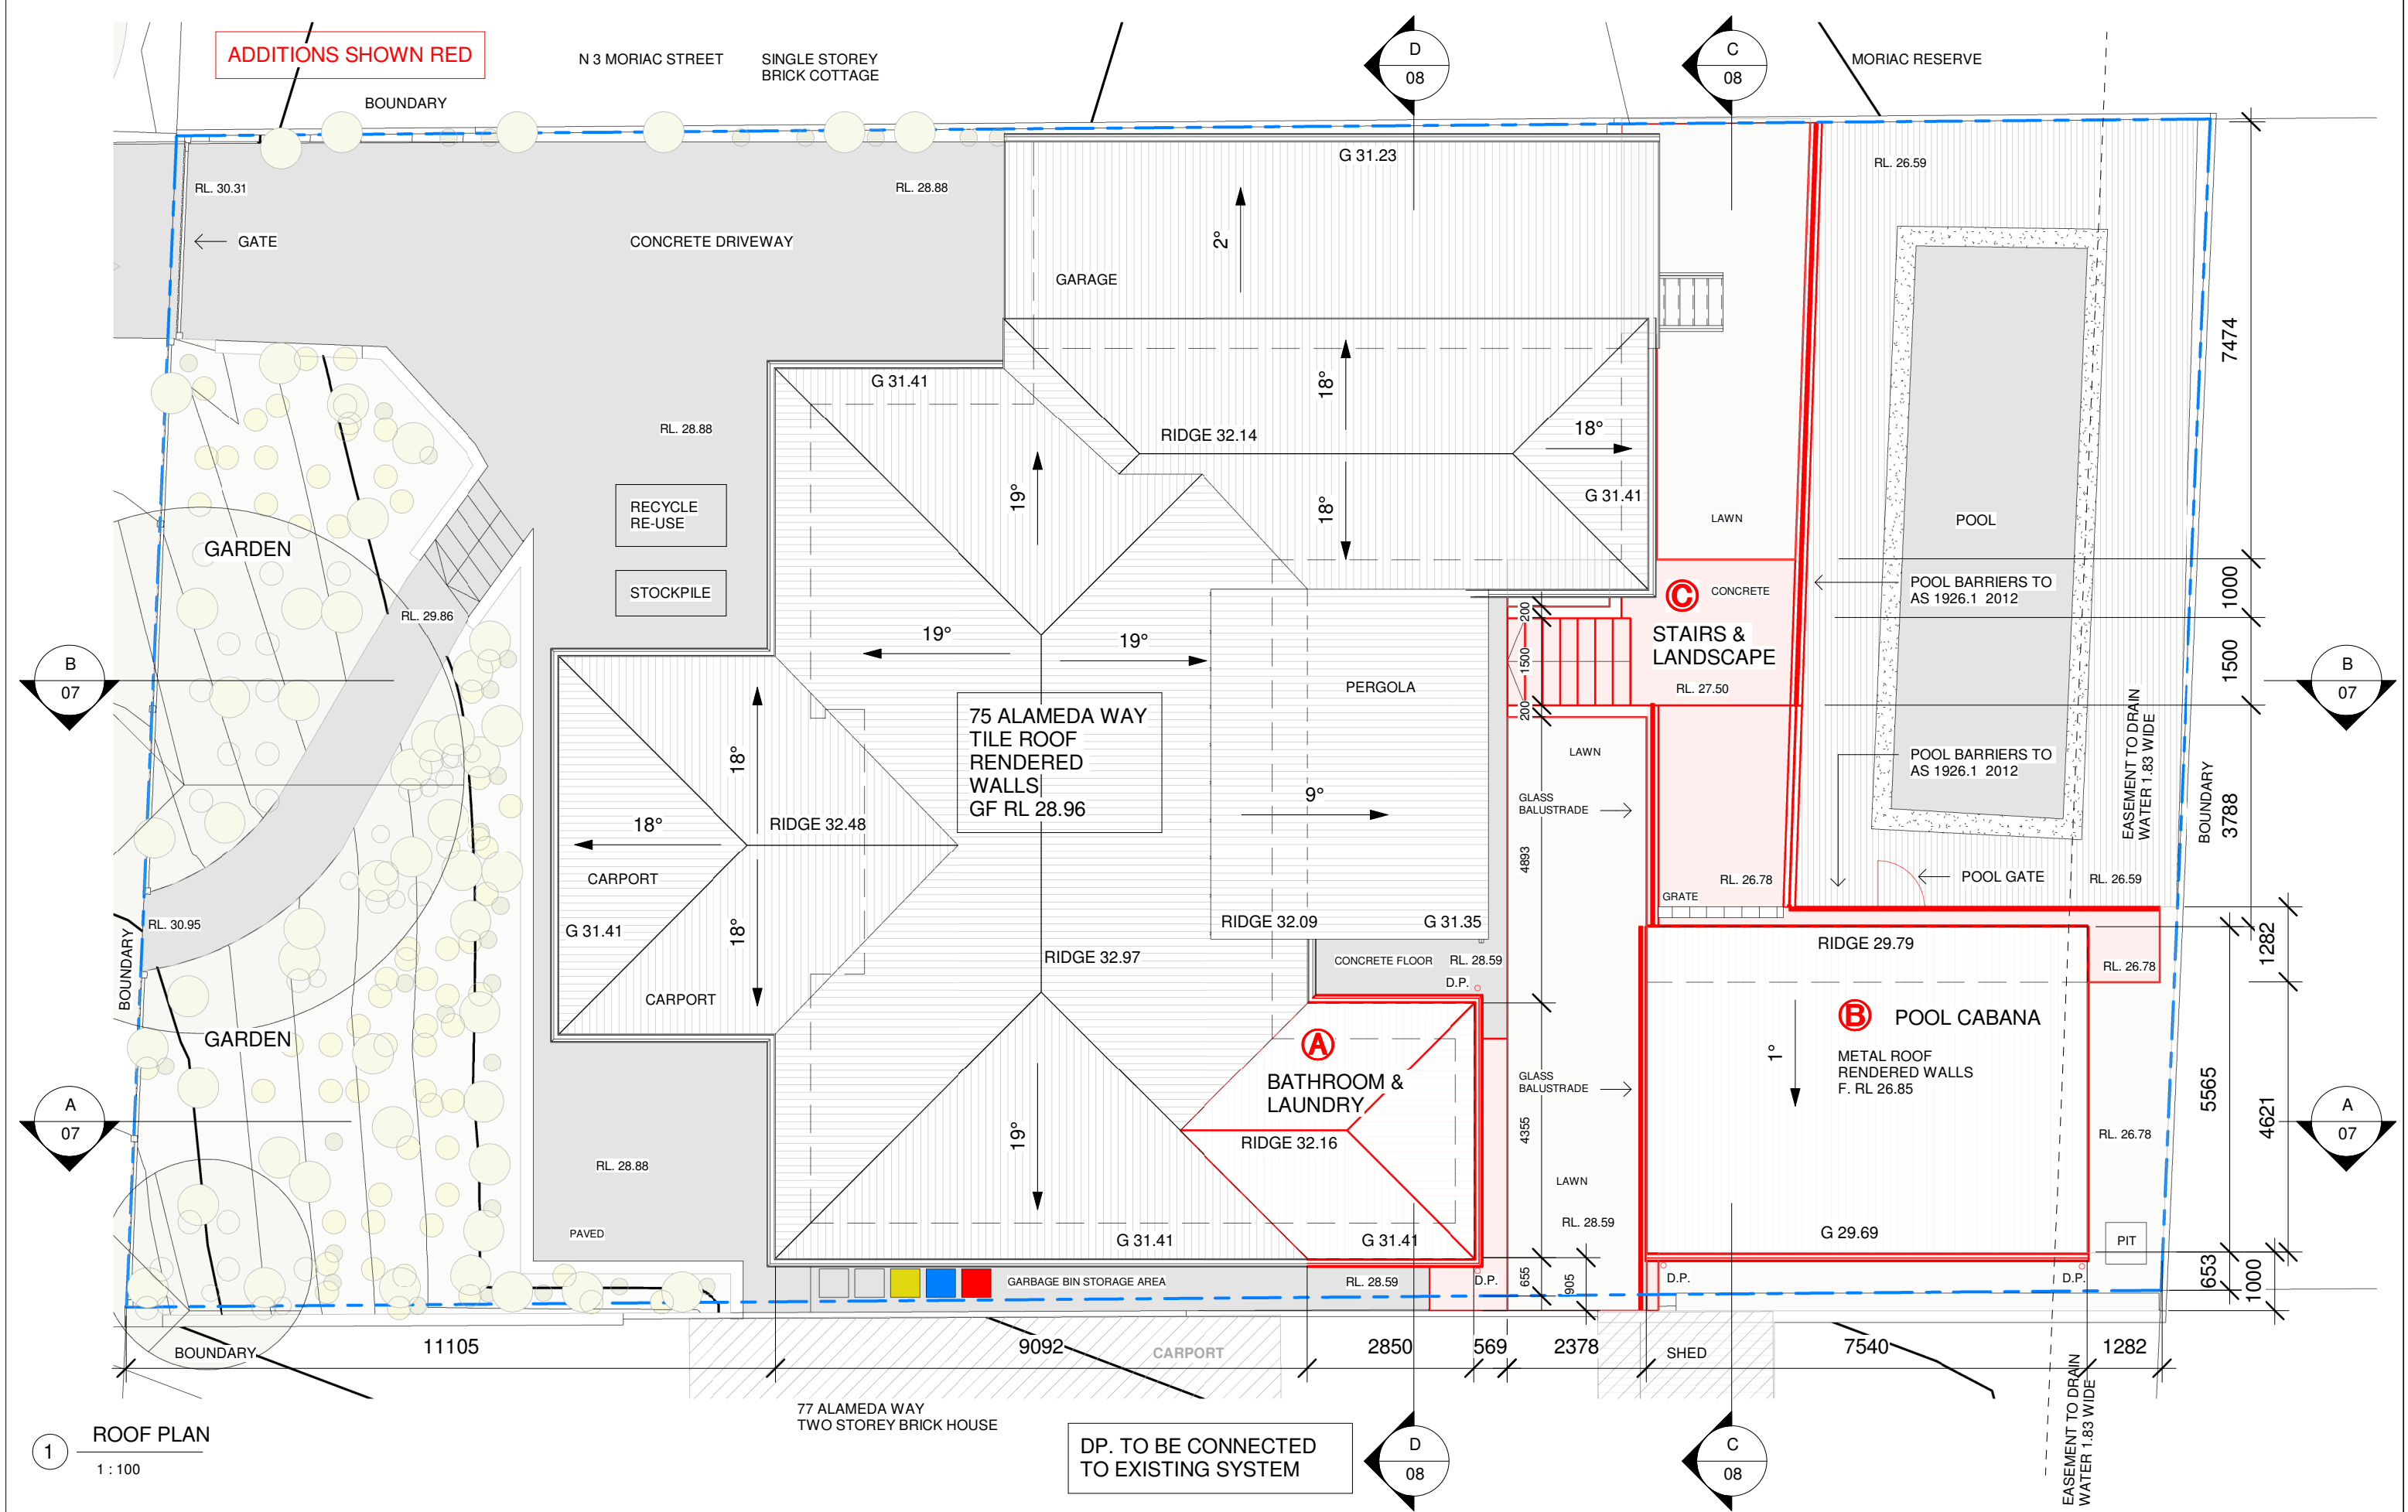 ADDITIONS SHOWN RED
N 3 MORIAC STREET
SINGLE STOREY
BRICK COTTAGE
D
08
C
08
MORIAC RESERVE
BOUNDARY
RL. 30.31
RL. 28.88
G 31.23
RL. 26.59
GATE
CONCRETE DRIVEWAY
2°
GARAGE
7474
G 31.41
18°
RL. 28.88
RIDGE 32.14
18°
19°
18°
G 31.41
RECYCLE
RE-USE
LAWN
POOL
GARDEN
STOCKPILE
RL. 29.86
C
CONCRETE
STAIRS &
LANDSCAPE
RL. 27.50
POOL BARRIERS TO
AS 1926.1 2012
1000
200
1500
200
1500
19°
19°
B
07
B
07
PERGOLA
75 ALAMEDA WAY
TILE ROOF
RENDERED
WALLS
GF RL 28.96
18°
LAWN
POOL BARRIERS TO
AS 1926.1 2012
EASEMENT TO DRAIN
WATER 1.83 WIDE
BOUNDARY
3788
9°
GLASS
BALUSTRADE
18°
RIDGE 32.48
4893
CARPORT
RL. 26.78
POOL GATE
RL. 26.59
GRATE
RL. 30.95
G 31.41
18°
RIDGE 32.09
G 31.35
BOUNDARY
RIDGE 32.97
CONCRETE FLOOR
RL. 28.59
D.P.
RIDGE 29.79
RL. 26.78
1282
CARPORT
GARDEN
A
BATHROOM &
LAUNDRY
B
POOL CABANA
1°
METAL ROOF
RENDERED WALLS
F. RL 26.85
GLASS
BALUSTRADE
5565
4621
A
07
A
07
19°
RIDGE 32.16
4355
RL. 26.78
RL. 28.88
LAWN
RL. 28.59
PAVED
G 31.41
G 31.41
G 29.69
PIT
GARBAGE BIN STORAGE AREA
RL. 28.59
D.P.
655
905
D.P.
D.P.
653
1000
BOUNDARY
11105
9092
CARPORT
2850
569
2378
SHED
7540
1282
77 ALAMEDA WAY
TWO STOREY BRICK HOUSE
EASEMENT TO DRAIN
WATER 1.83 WIDE
1
ROOF PLAN
1 : 100
DP. TO BE CONNECTED
TO EXISTING SYSTEM
D
08
C
08